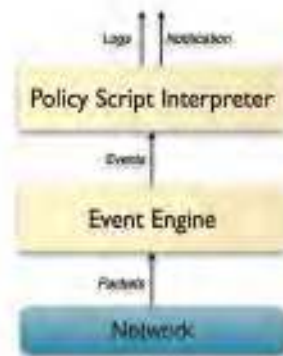 Logs Notification
Policy Script Interpreter
Events
Event Engine
Packets
Network